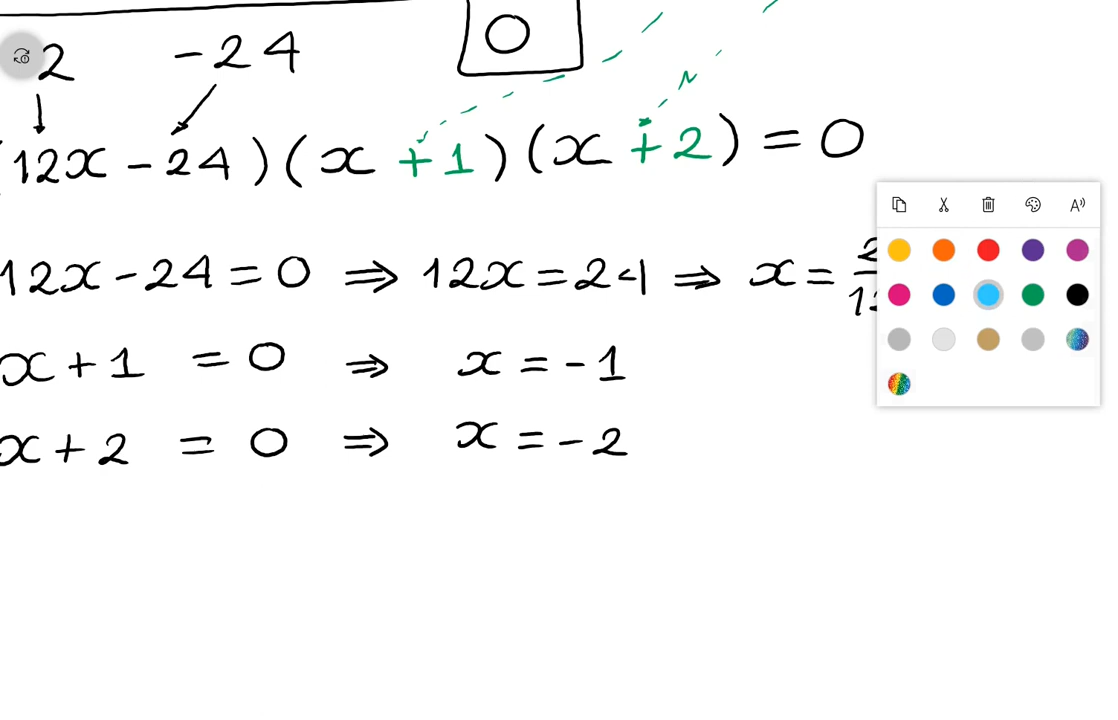 2 -24
0
12x - 24)(x +1)(x +2) = 0
12x - 24 = 0 ⇒ 12x = 24 ⇒ x =
x + 1 = 0 ⇒ x = -1
x + 2 = 0 ⇒ x = -2